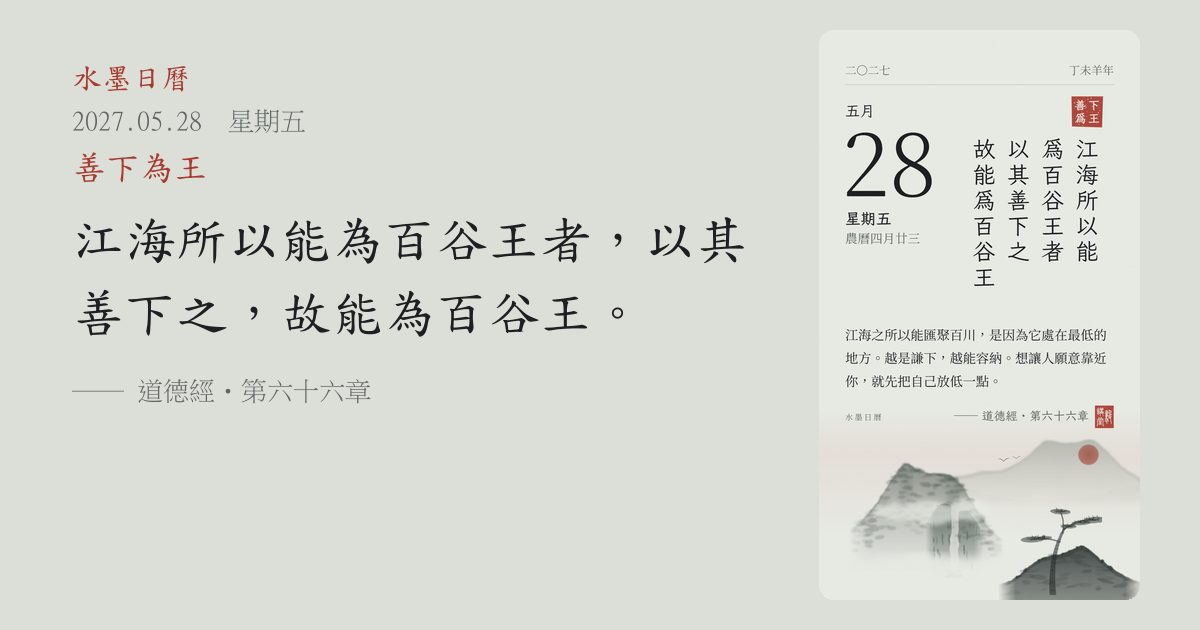 水墨日曆
2027.05.28 星期五
善下為王
江海所以能為百谷王者，以其
善下之，故能為百谷王。
—— 道德經・第六十六章
二〇二七
丁未羊年
五月
28
星期五
農曆四月廿三
善下
爲王
江海所以能
爲百谷王者
以其善下之
故能爲百谷王
江海之所以能匯聚百川，是因為它處在最低的
地方。越是謙下，越能容納。想讓人願意靠近
你，就先把自己放低一點。
水墨日曆
—— 道德經・第六十六章